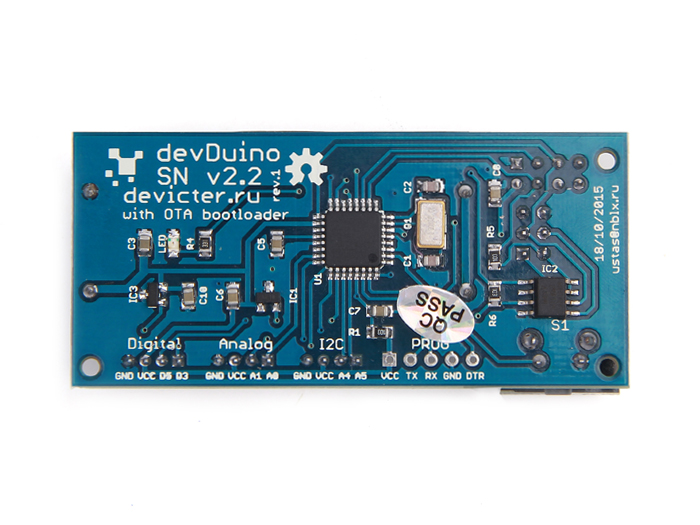 devDuino
SN v2.2
rev.1
devicter.ru
with OTA bootloader
C3
LED
R4
C5
U1
C2
Q1
C1
C8
R5
18/10/2015
ustas@nblx.ru
IC3
C10
C6
IC1
C7
R1
QC
PASS
R6
IC2
S1
Digital
Analog
I2C
PROG
GND VCC D5 D3
GND VCC A1 A0
GND VCC A4 A5
VCC TX RX GND DTR